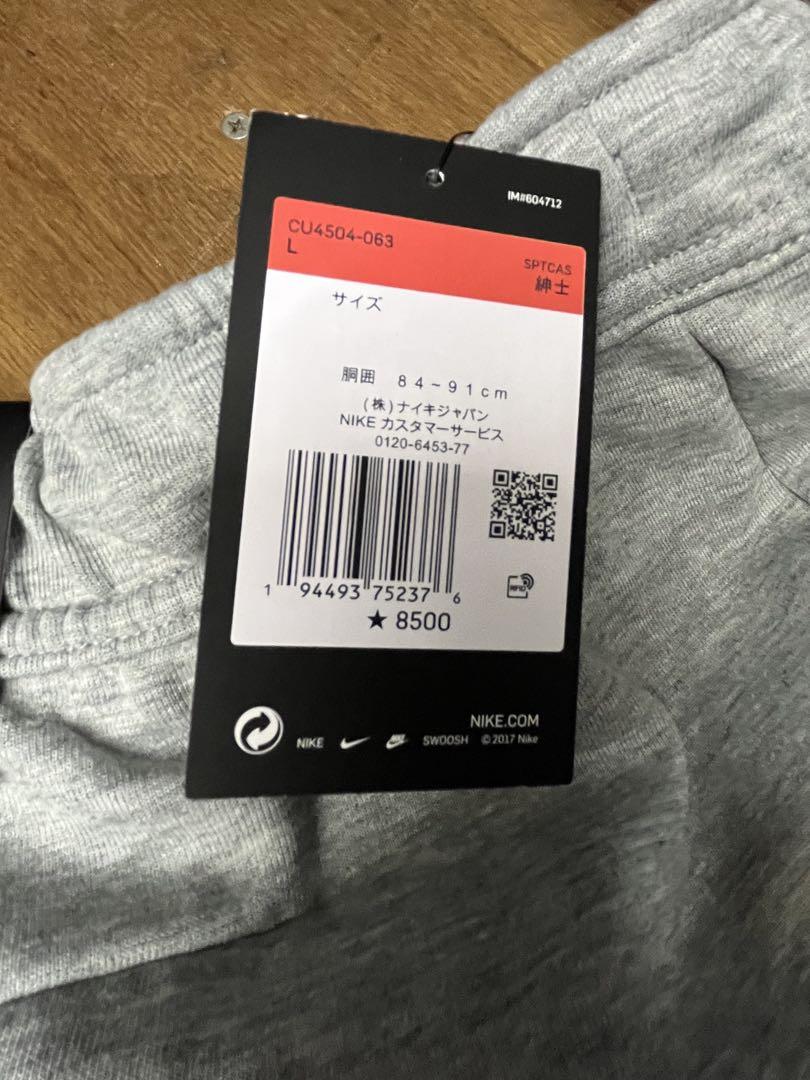 IM#604712
CU4504-063
L
SPTCAS
紳士
サイズ
胴囲 84~91cm
(株)ナイキジャパン
NIKE カスタマーサービス
0120-6453-77
1 94493 75237 6
RFID
★ 8500
NIKE.COM
NIKE SWOOSH ©2017 Nike